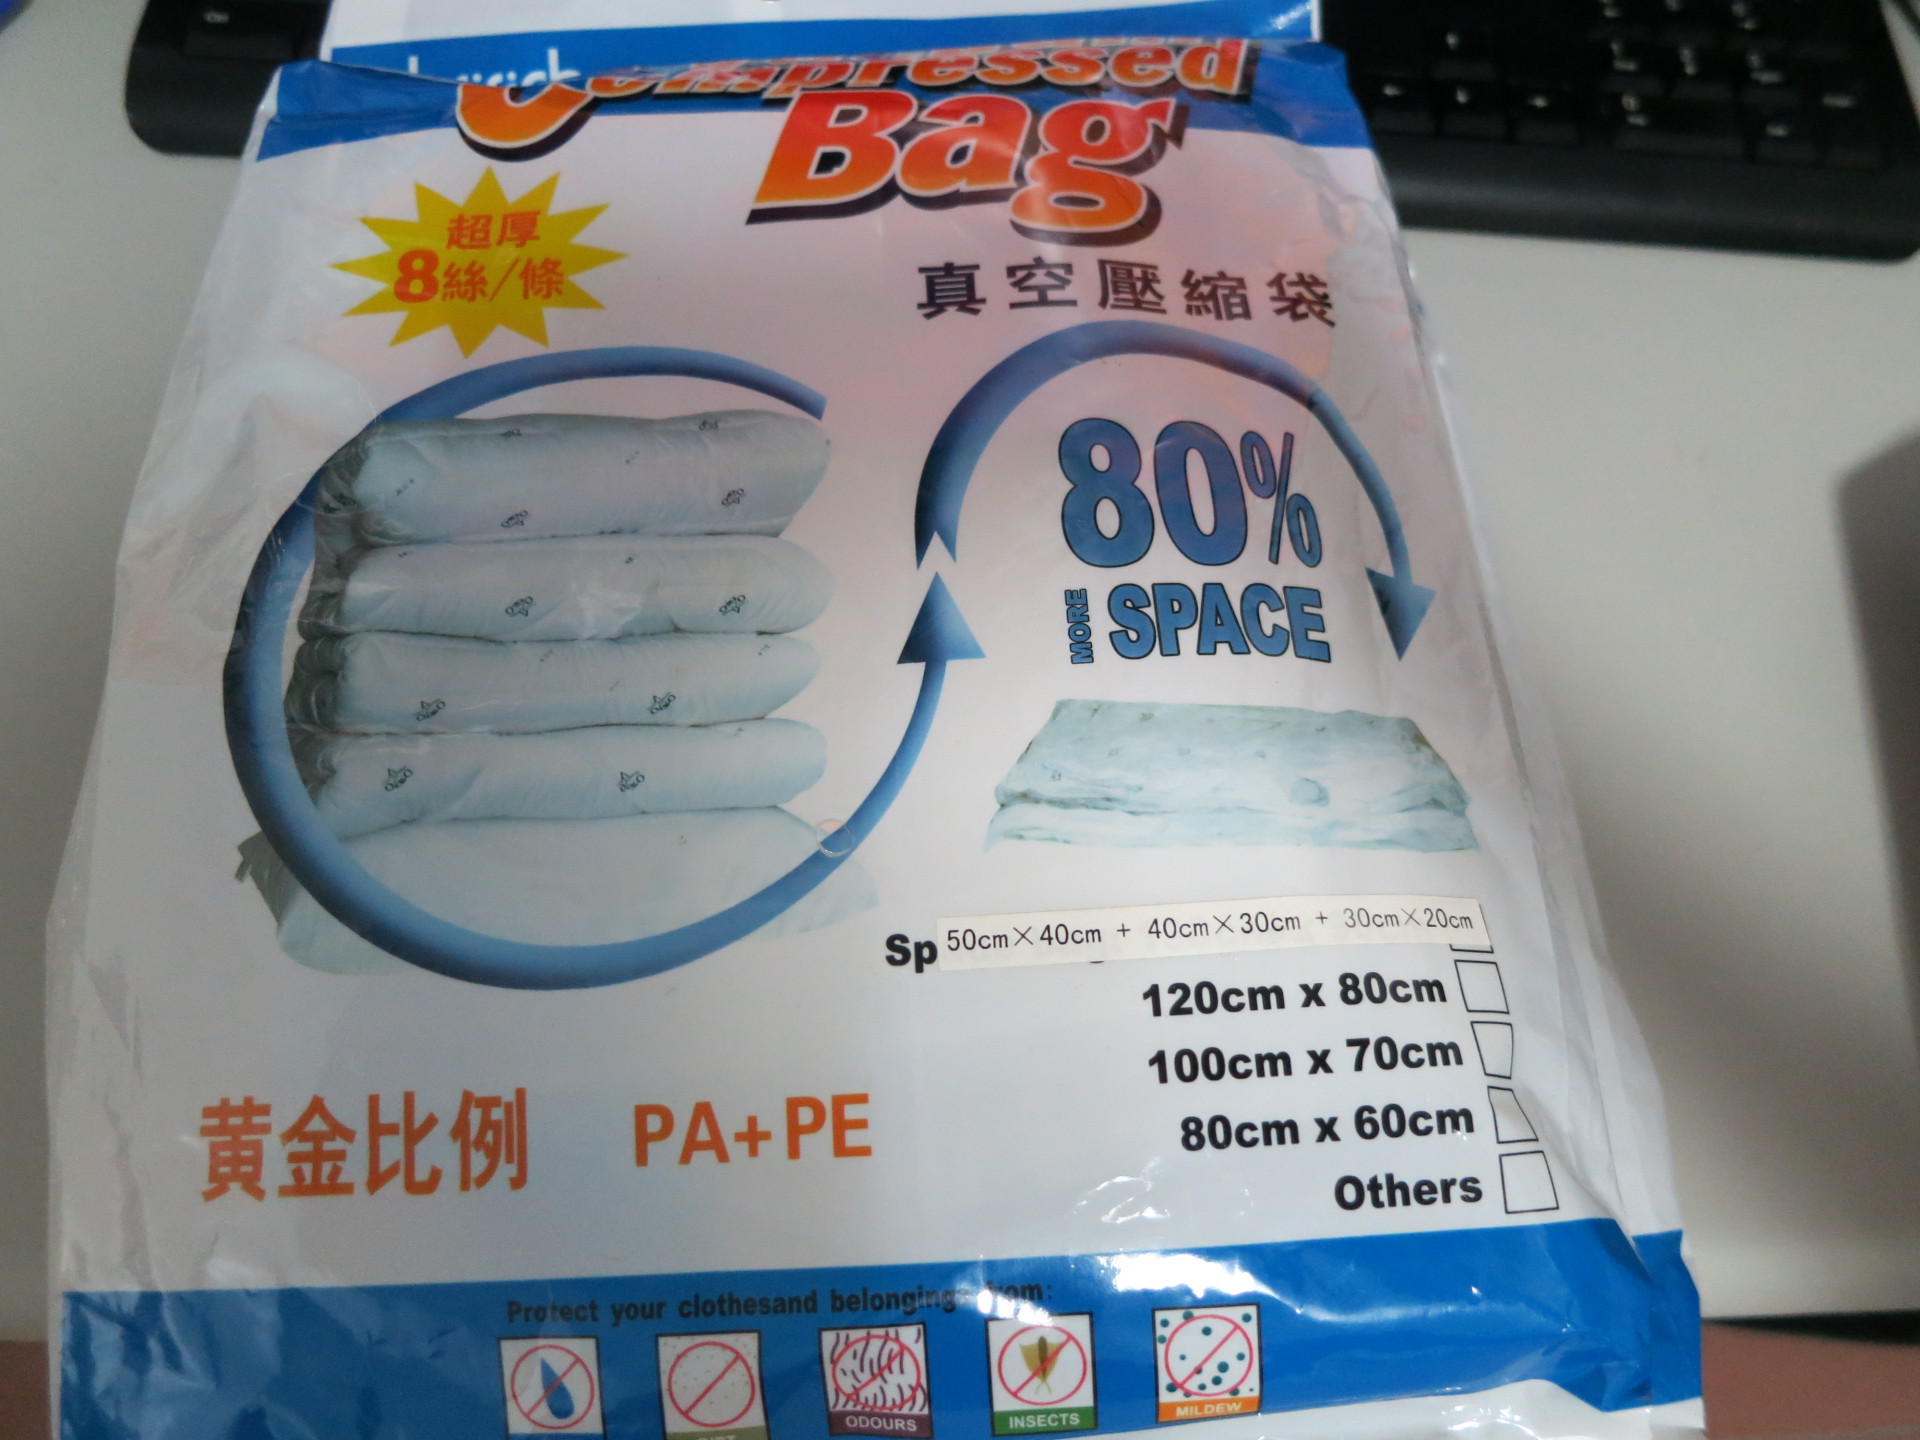 Compressed
Bag
超厚
8絲/條
真空壓縮袋
80%
MORE SPACE
Sp
50cm×40cm + 40cm×30cm + 30cm×20cm
120cm x 80cm
100cm x 70cm
80cm x 60cm
Others
黄金比例 PA+PE
Protect your clothesand belongings from:
ODOURS
INSECTS
MILDEW